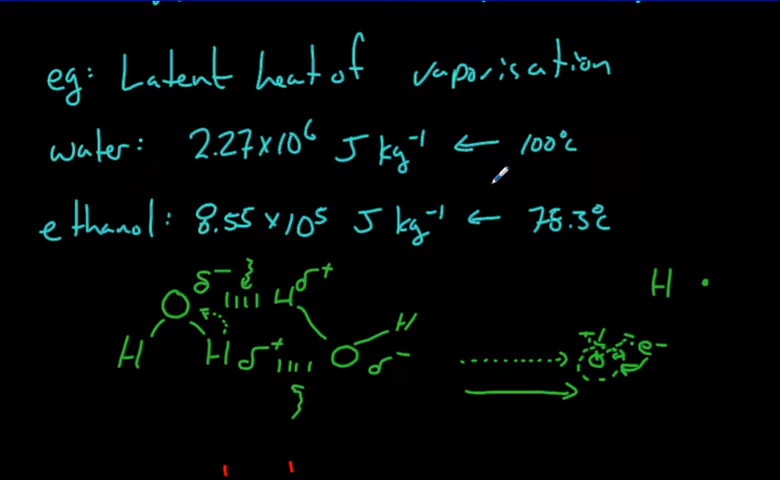 eg: Latent heat of vaporisation
water: 2.27×10⁶ J kg⁻¹ ← 100°c
ethanol: 8.55×10⁵ J kg⁻¹ ← 78.3°c
δ⁻ H δ⁺ H
O H
H H δ⁺ O δ⁻ e⁻